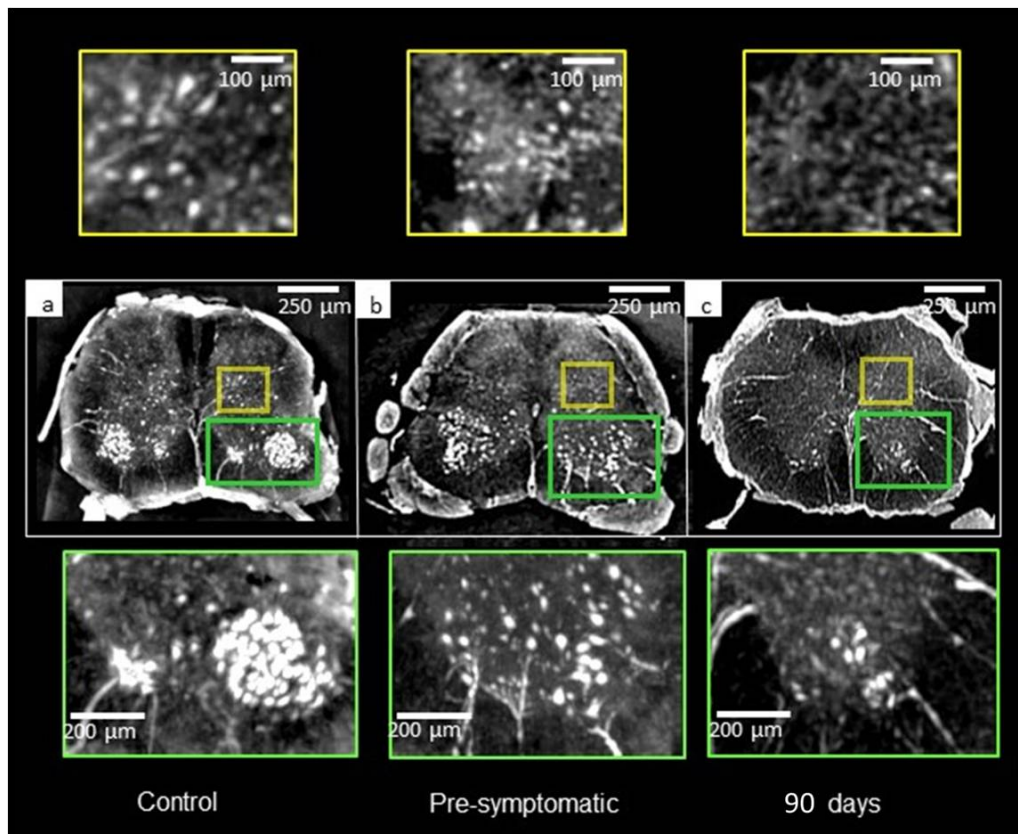 100 μm
100 μm
100 μm
a
250 μm
b
250 μm
c
250 μm
200 μm
200 μm
200 μm
Control
Pre-symptomatic
90 days